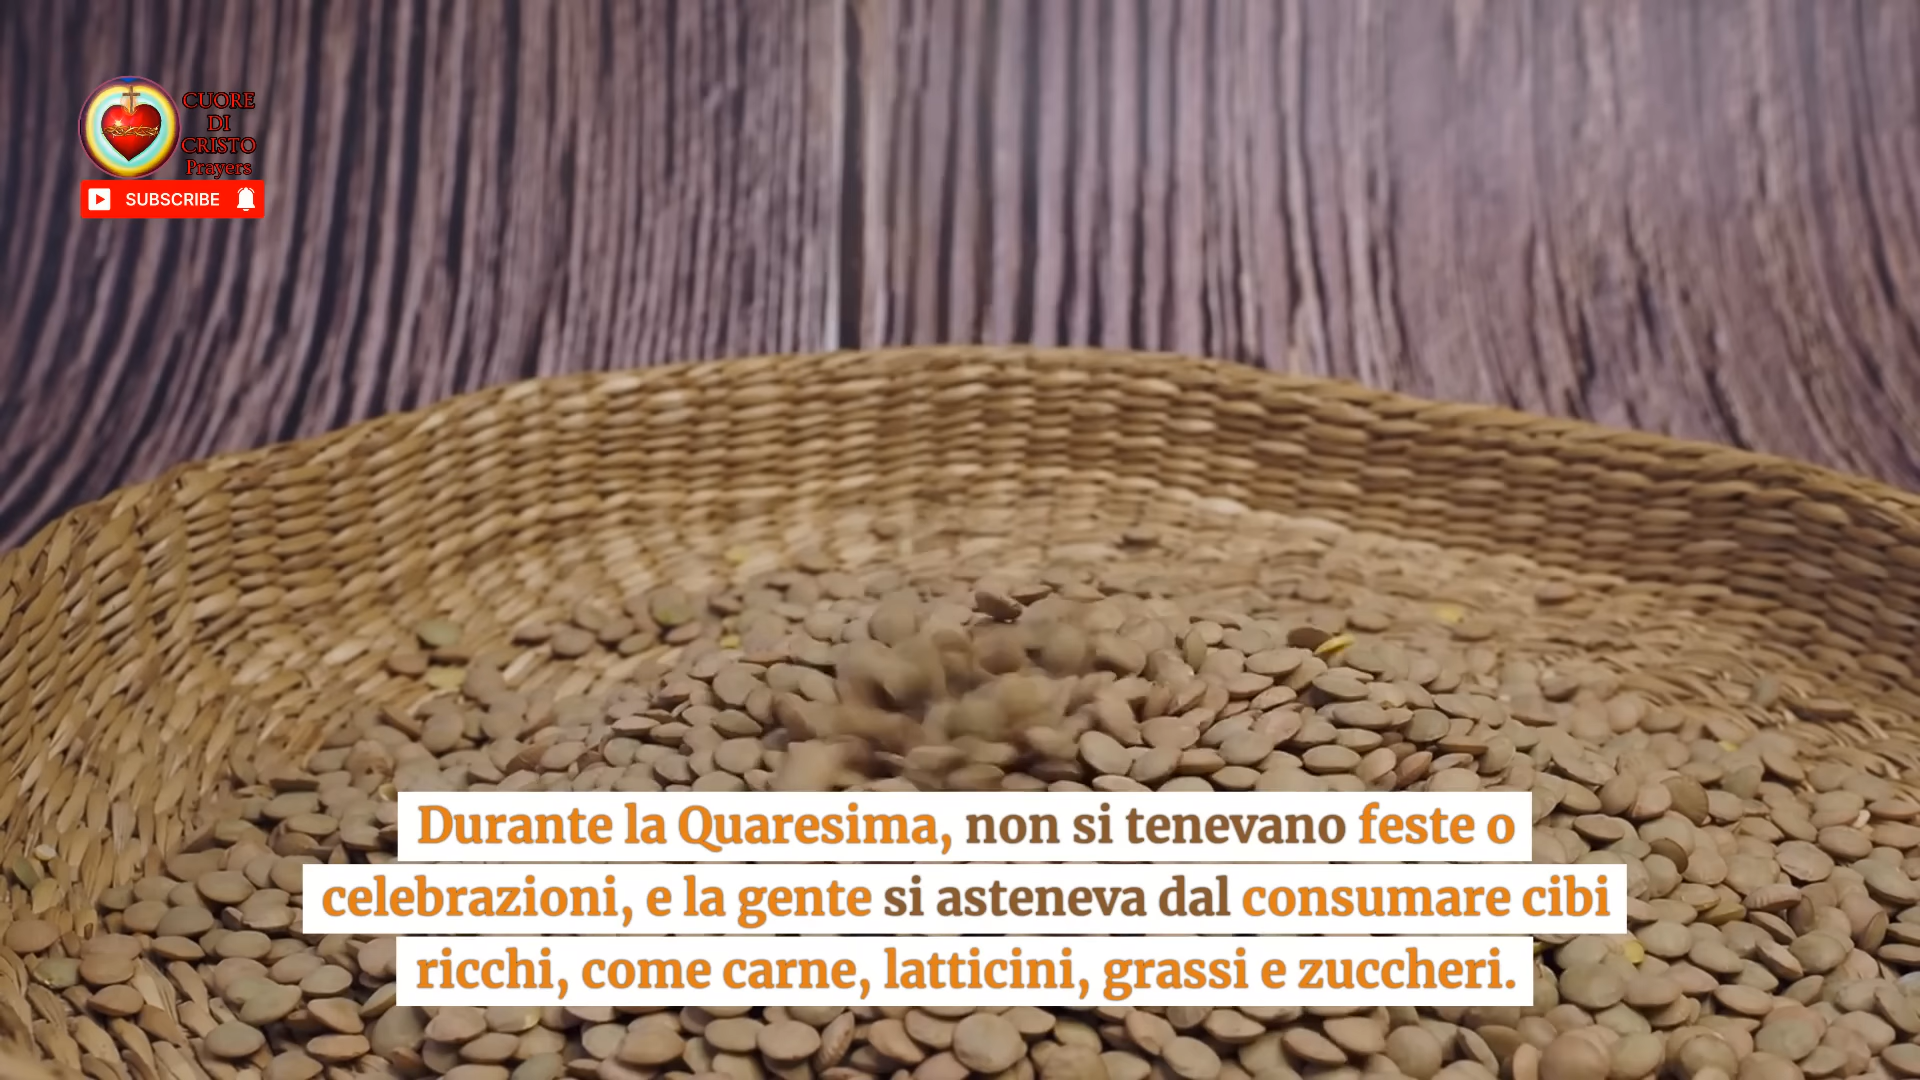 CUORE
DI
CRISTO
Prayers
SUBSCRIBE
Durante la Quaresima, non si tenevano feste o
celebrazioni, e la gente si asteneva dal consumare cibi
ricchi, come carne, latticini, grassi e zuccheri.